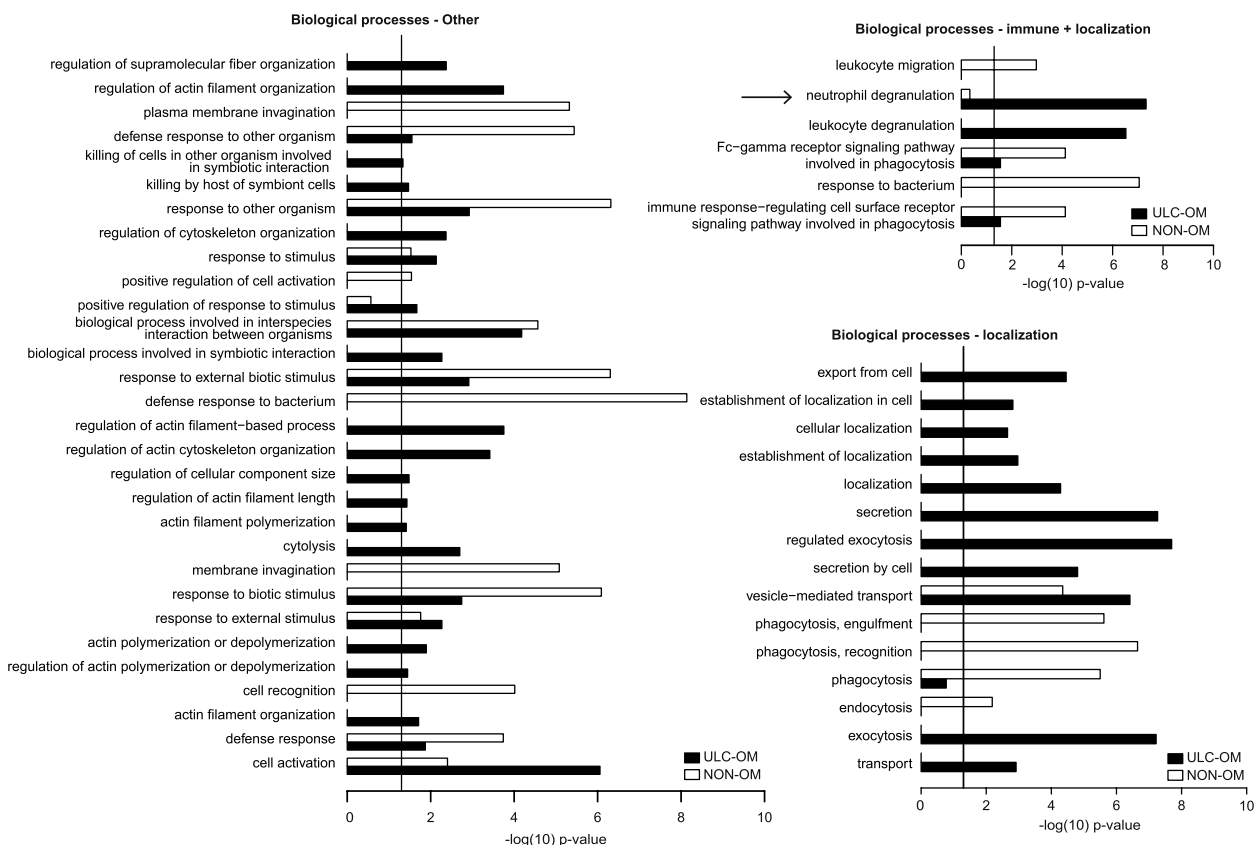 Biological processes - Other
regulation of supramolecular fiber organization
regulation of actin filament organization
plasma membrane invagination
defense response to other organism
killing of cells in other organism involved
in symbiotic interaction
killing by host of symbiont cells
response to other organism
regulation of cytoskeleton organization
response to stimulus
positive regulation of cell activation
positive regulation of response to stimulus
biological process involved in interspecies
interaction between organisms
biological process involved in symbiotic interaction
response to external biotic stimulus
defense response to bacterium
regulation of actin filament−based process
regulation of actin cytoskeleton organization
regulation of cellular component size
regulation of actin filament length
actin filament polymerization
cytolysis
membrane invagination
response to biotic stimulus
response to external stimulus
actin polymerization or depolymerization
regulation of actin polymerization or depolymerization
cell recognition
actin filament organization
defense response
cell activation
ULC-OM
NON-OM
0 2 4 6 8 10
-log(10) p-value
Biological processes - immune + localization
leukocyte migration
neutrophil degranulation
leukocyte degranulation
Fc−gamma receptor signaling pathway
involved in phagocytosis
response to bacterium
immune response−regulating cell surface receptor
signaling pathway involved in phagocytosis
ULC-OM
NON-OM
0 2 4 6 8 10
-log(10) p-value
Biological processes - localization
export from cell
establishment of localization in cell
cellular localization
establishment of localization
localization
secretion
regulated exocytosis
secretion by cell
vesicle−mediated transport
phagocytosis, engulfment
phagocytosis, recognition
phagocytosis
endocytosis
exocytosis
transport
ULC-OM
NON-OM
0 2 4 6 8 10
-log(10) p-value